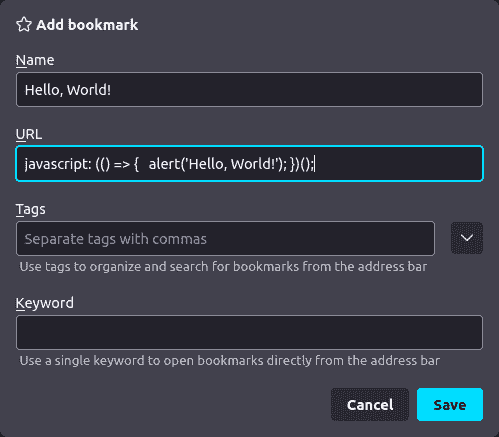 Add bookmark
Name
Hello, World!
URL
javascript: (() => {  alert('Hello, World!'); })();
Tags
Separate tags with commas
Use tags to organize and search for bookmarks from the address bar
Keyword
Use a single keyword to open bookmarks directly from the address bar
Cancel Save